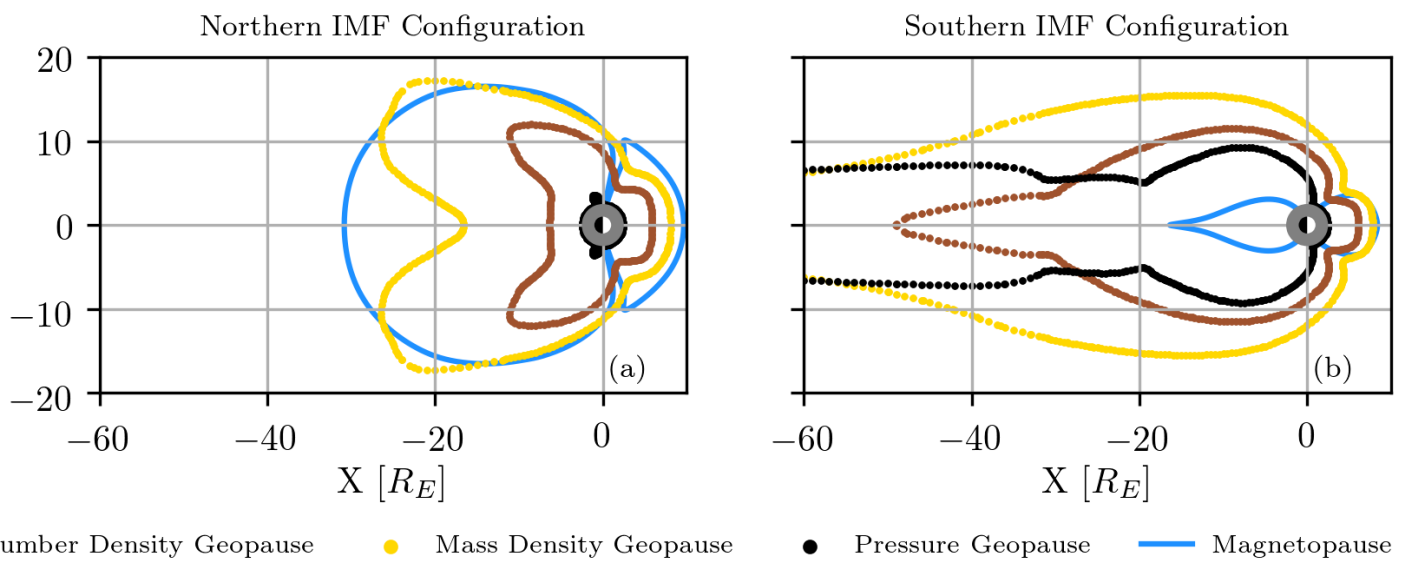 Northern IMF Configuration
Southern IMF Configuration
20
10
0
−10
−20
(a)
(b)
−60
−40
−20
0
−60
−40
−20
0
X [R_E]
X [R_E]
umber Density Geopause
Mass Density Geopause
Pressure Geopause
Magnetopause